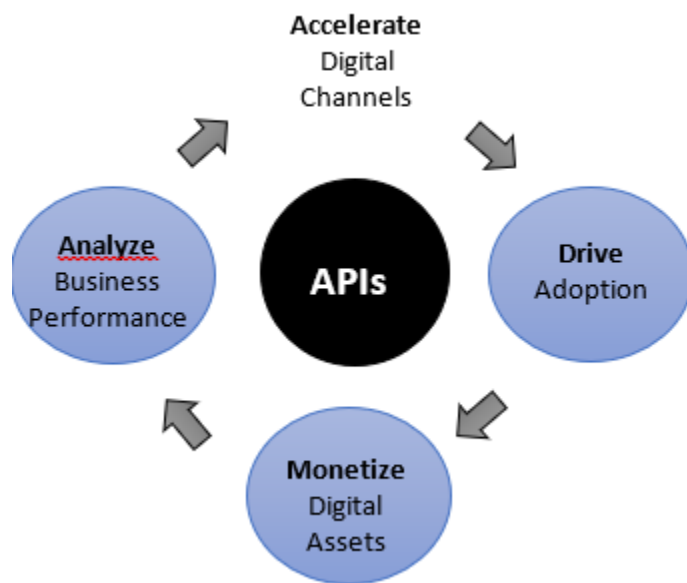 Accelerate
Digital
Channels
Analyze
Business
Performance
APIs
Drive
Adoption
Monetize
Digital
Assets